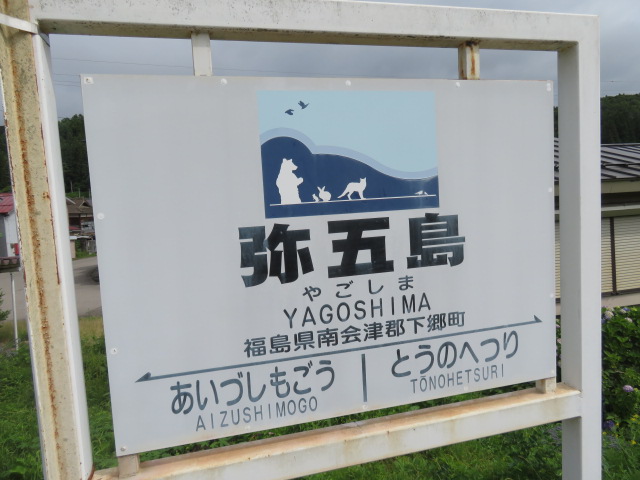 弥五島
やごしま
YAGOSHIMA
福島県南会津郡下郷町
あいづしもごう
AIZUSHIMOGO
とうのへつり
TŌNOHETSURI